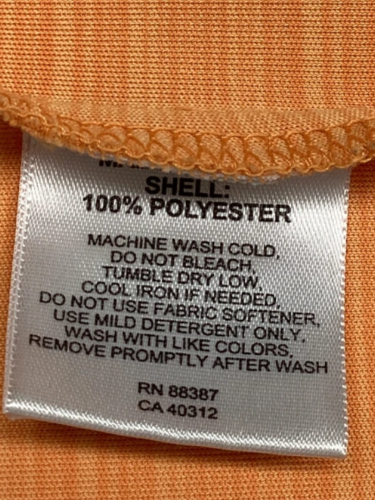 SHELL:
100% POLYESTER
MACHINE WASH COLD,
DO NOT BLEACH,
TUMBLE DRY LOW,
COOL IRON IF NEEDED,
DO NOT USE FABRIC SOFTENER,
USE MILD DETERGENT ONLY,
WASH WITH LIKE COLORS,
REMOVE PROMPTLY AFTER WASH
RN 88387
CA 40312